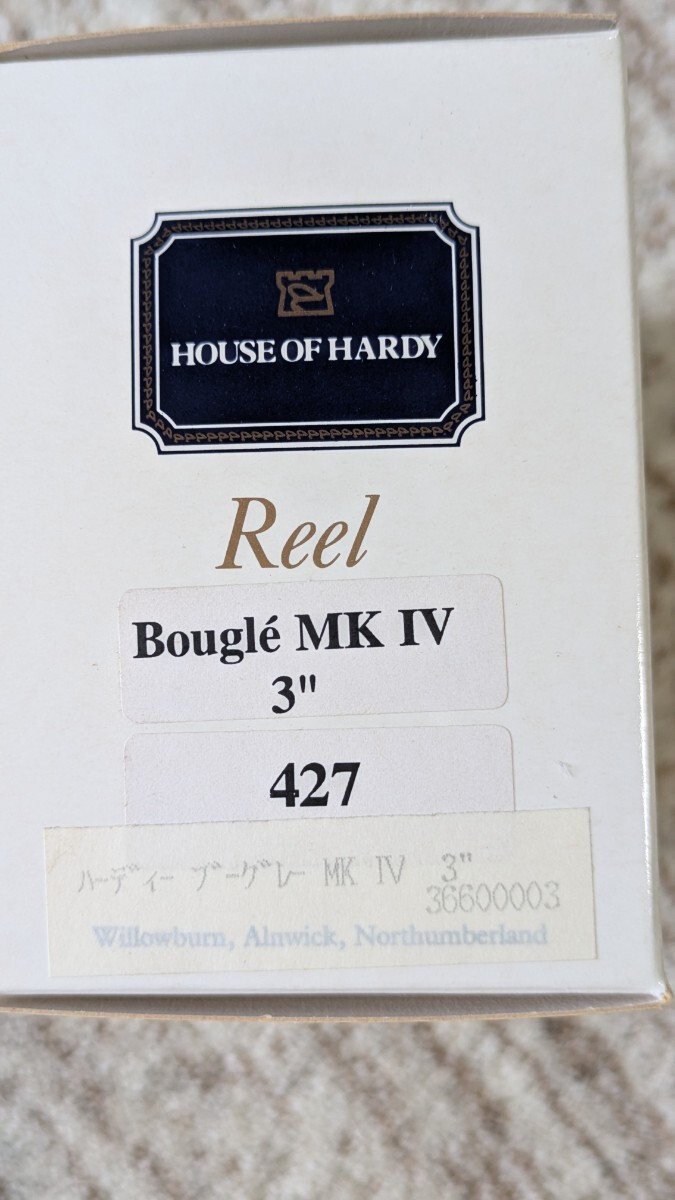 HOUSE OF HARDY
Reel
Bouglé MK IV
3"
427
ハーディー ブーグレー MK IV 3"
36600003
Willowburn, Alnwick, Northumberland